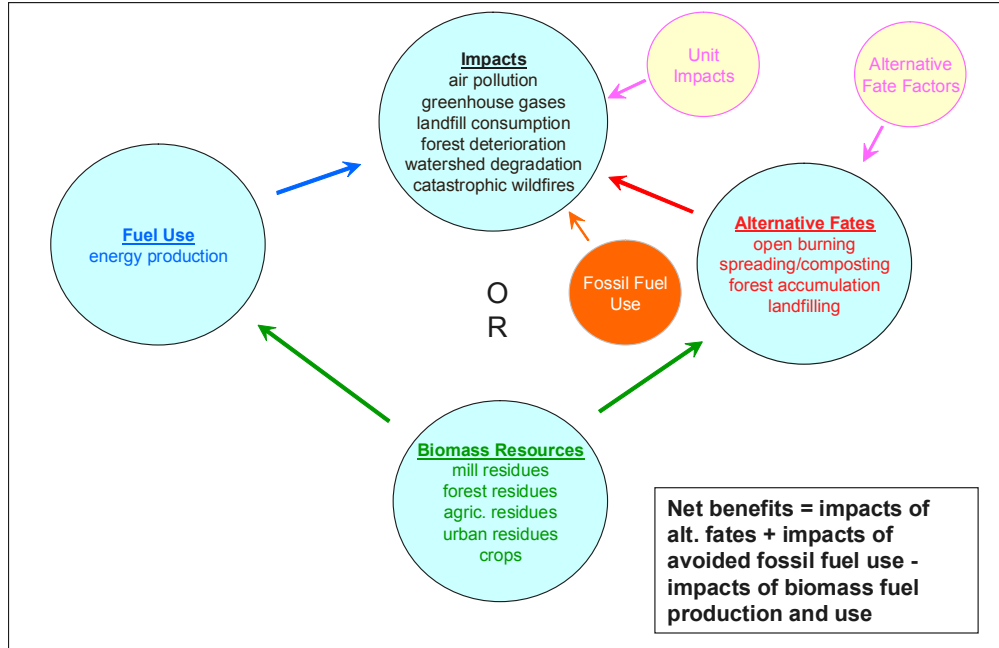 Impacts
air pollution
greenhouse gases
landfill consumption
forest deterioration
watershed degradation
catastrophic wildfires
Unit
Impacts
Alternative
Fate Factors
Fuel Use
energy production
Alternative Fates
open burning
spreading/composting
forest accumulation
landfilling
Fossil Fuel
Use
O
R
Biomass Resources
mill residues
forest residues
agric. residues
urban residues
crops
Net benefits = impacts of
alt. fates + impacts of
avoided fossil fuel use -
impacts of biomass fuel
production and use